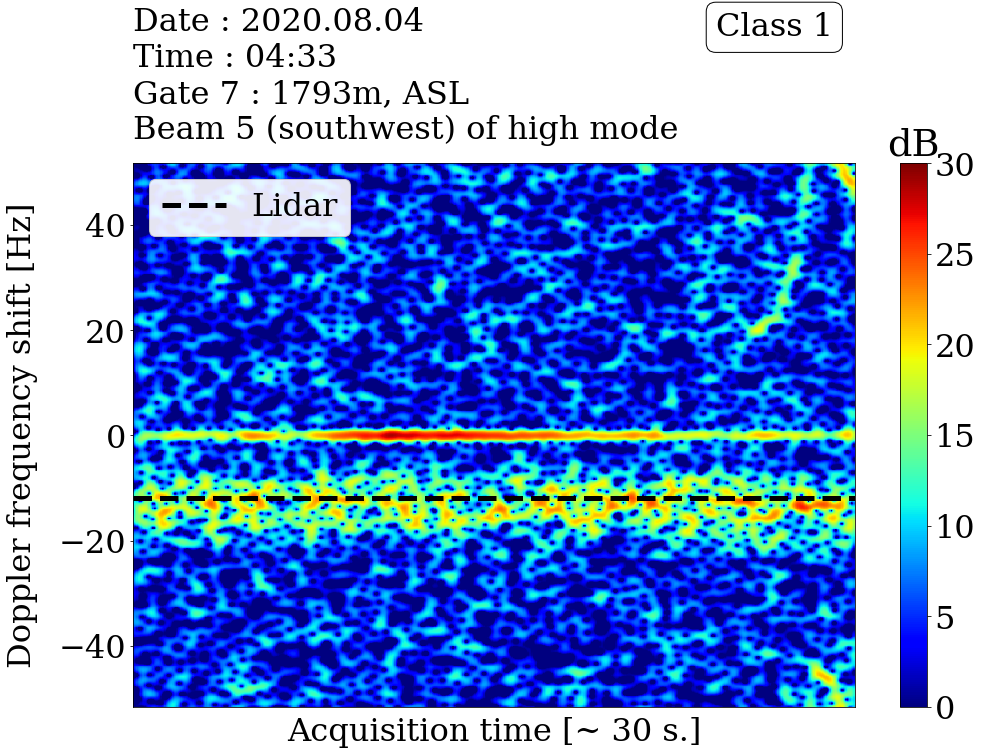 Date : 2020.08.04
Time : 04:33
Gate 7 : 1793m, ASL
Beam 5 (southwest) of high mode
Class 1
dB
Lidar
Doppler frequency shift [Hz]
40
20
0
−20
−40
Acquisition time [~ 30 s.]
30
25
20
15
10
5
0